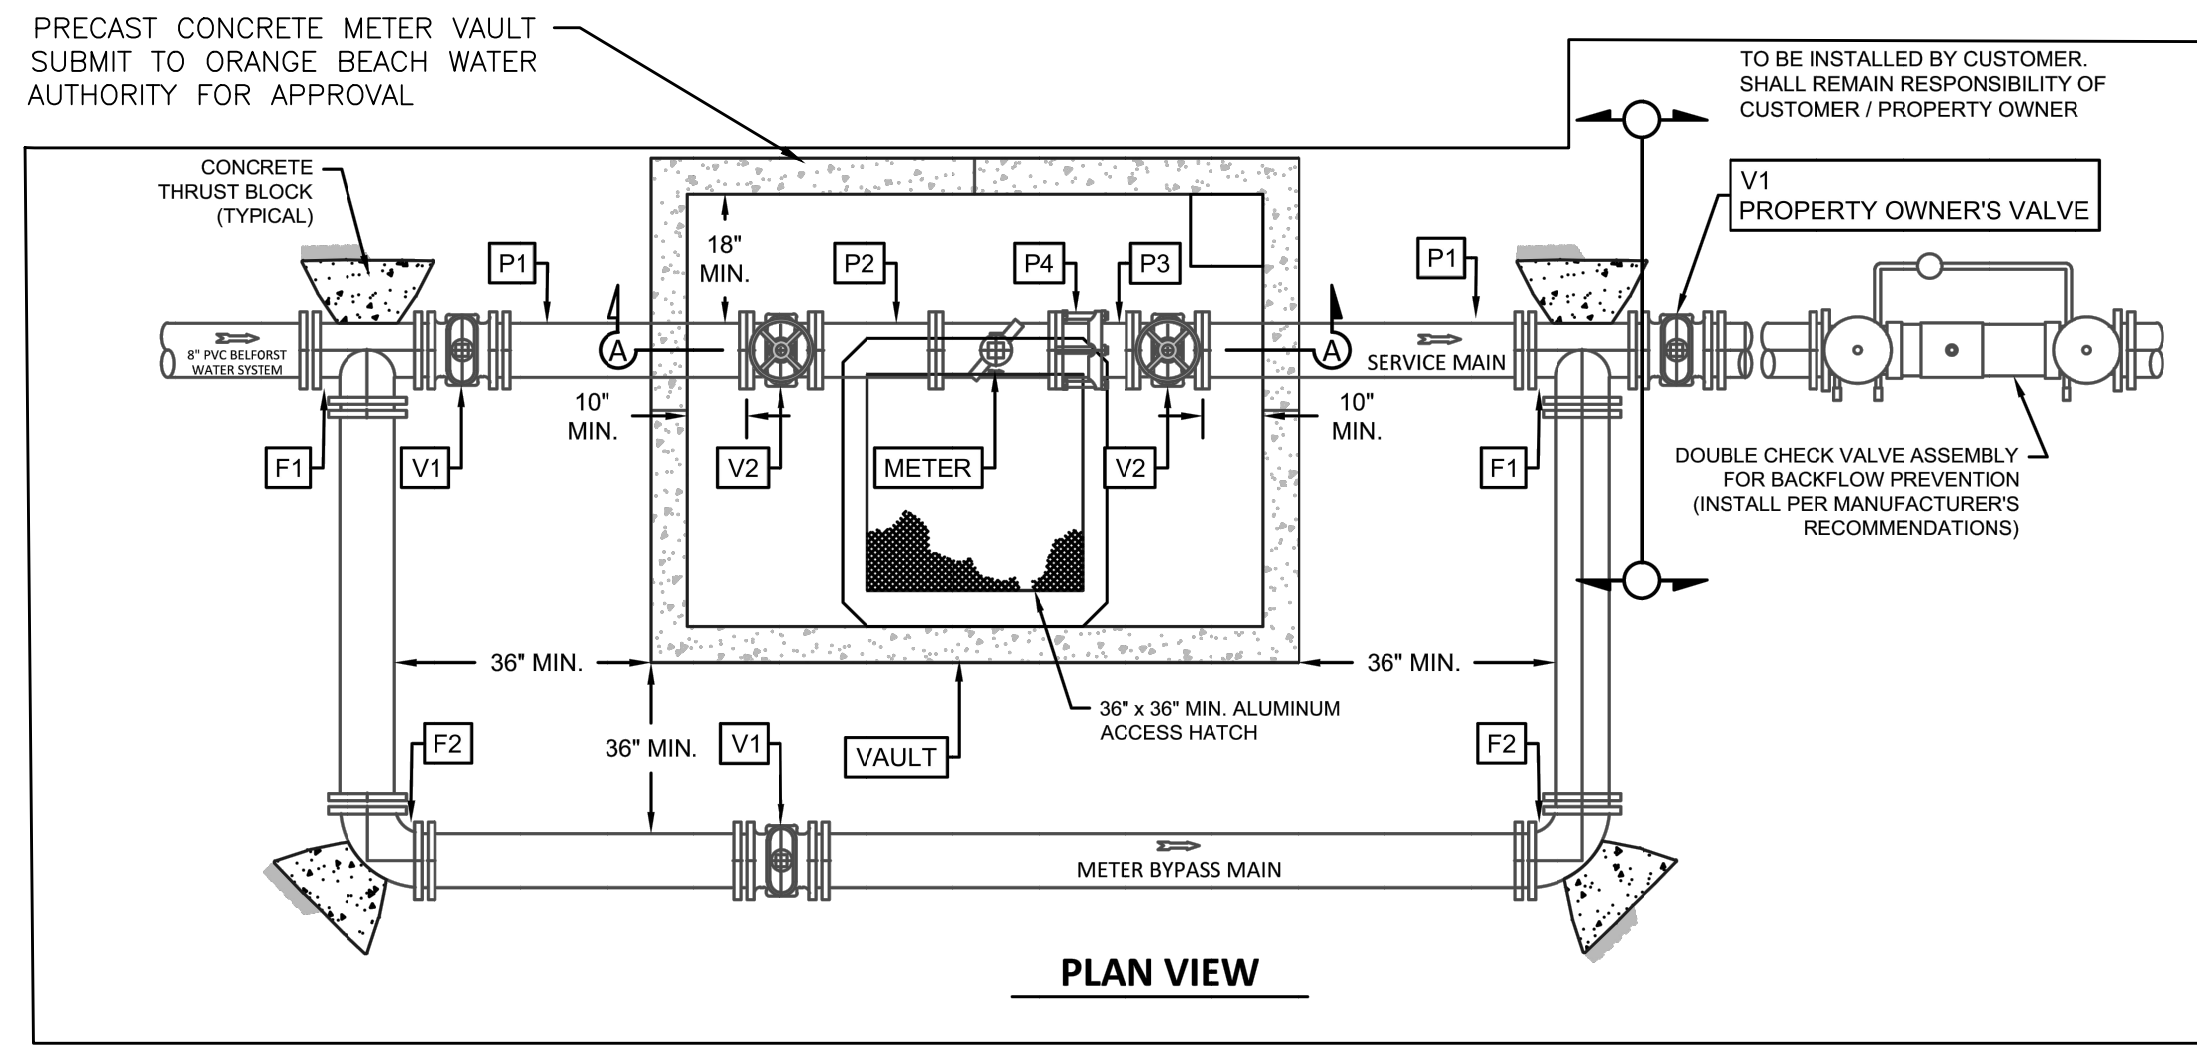 PRECAST CONCRETE METER VAULT
SUBMIT TO ORANGE BEACH WATER
AUTHORITY FOR APPROVAL
TO BE INSTALLED BY CUSTOMER.
SHALL REMAIN RESPONSIBILITY OF
CUSTOMER / PROPERTY OWNER
CONCRETE
THRUST BLOCK
(TYPICAL)
V1
PROPERTY OWNER'S VALVE
P1
18"
MIN.
P2
P4
P3
P1
8" PVC BELFORST
WATER SYSTEM
A
A
SERVICE MAIN
10"
MIN.
10"
MIN.
F1
V1
V2
METER
V2
F1
DOUBLE CHECK VALVE ASSEMBLY
FOR BACKFLOW PREVENTION
(INSTALL PER MANUFACTURER'S
RECOMMENDATIONS)
36" MIN.
36" MIN.
36" x 36" MIN. ALUMINUM
ACCESS HATCH
F2
36" MIN.
V1
VAULT
F2
METER BYPASS MAIN
PLAN VIEW